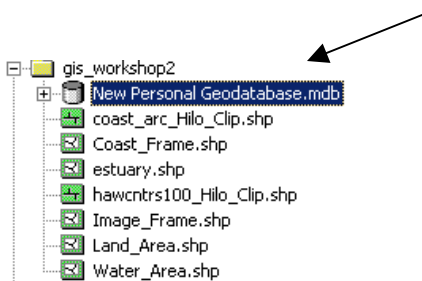 gis_workshop2
New Personal Geodatabase.mdb
coast_arc_Hilo_Clip.shp
Coast_Frame.shp
estuary.shp
hawcntrs100_Hilo_Clip.shp
Image_Frame.shp
Land_Area.shp
Water_Area.shp